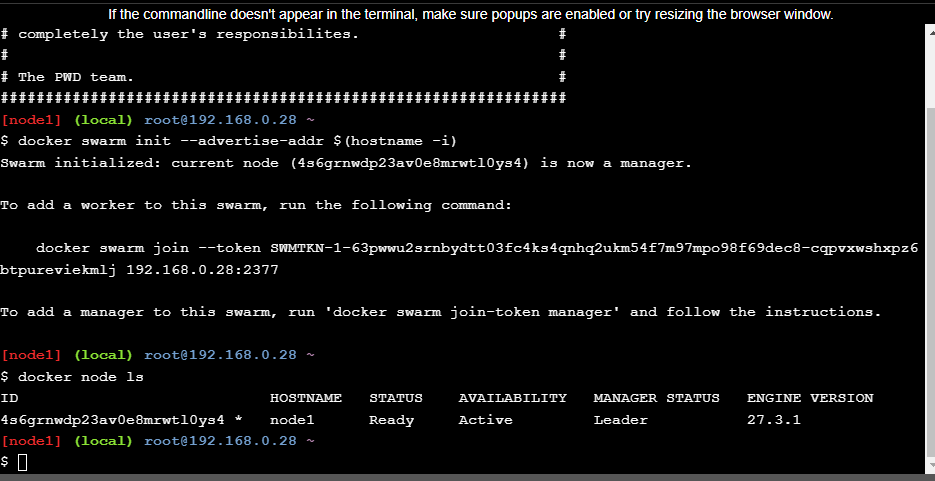 If the commandline doesn't appear in the terminal, make sure popups are enabled or try resizing the browser window.
# completely the user's responsibilites. #
# #
# The PWD team. #
###############################################################
[node1] (local) root@192.168.0.28 ~
$ docker swarm init --advertise-addr $(hostname -i)
Swarm initialized: current node (4s6grnwdp23av0e8mrwtl0ys4) is now a manager.
To add a worker to this swarm, run the following command:
docker swarm join --token SWMTKN-1-63pwwu2srnbydtt03fc4ks4qnhq2ukm54f7m97mpo98f69dec8-cqpvxwshxpz6
btpureviekmlj 192.168.0.28:2377
To add a manager to this swarm, run 'docker swarm join-token manager' and follow the instructions.
[node1] (local) root@192.168.0.28 ~
$ docker node ls
ID HOSTNAME STATUS AVAILABILITY MANAGER STATUS ENGINE VERSION
4s6grnwdp23av0e8mrwtl0ys4 * node1 Ready Active Leader 27.3.1
[node1] (local) root@192.168.0.28 ~
$